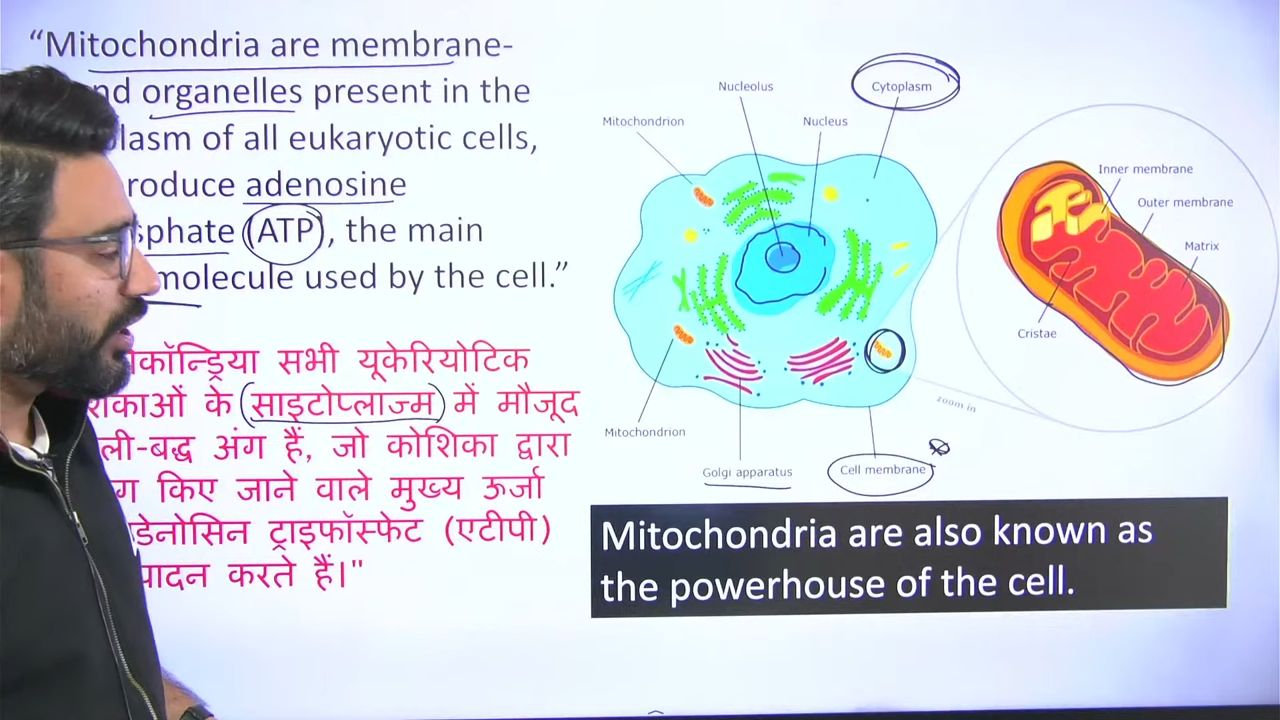 “Mitochondria are membrane-
nd organelles present in the
lasm of all eukaryotic cells,
roduce adenosine
sphate (ATP), the main
molecule used by the cell.”
कॉन्ड्रिया सभी यूकेरियोटिक
शिकाओं के (साइटोप्लाज्म) में मौजूद
ली-बद्ध अंग हैं, जो कोशिका द्वारा
ग किए जाने वाले मुख्य ऊर्जा
डेनोसिन ट्राइफॉस्फेट (एटीपी)
पादन करते हैं।"
Nucleolus
Cytoplasm
Mitochondrion
Nucleus
Inner membrane
Outer membrane
Matrix
Cristae
zoom in
Mitochondrion
Golgi apparatus
Cell membrane
Mitochondria are also known as
the powerhouse of the cell.